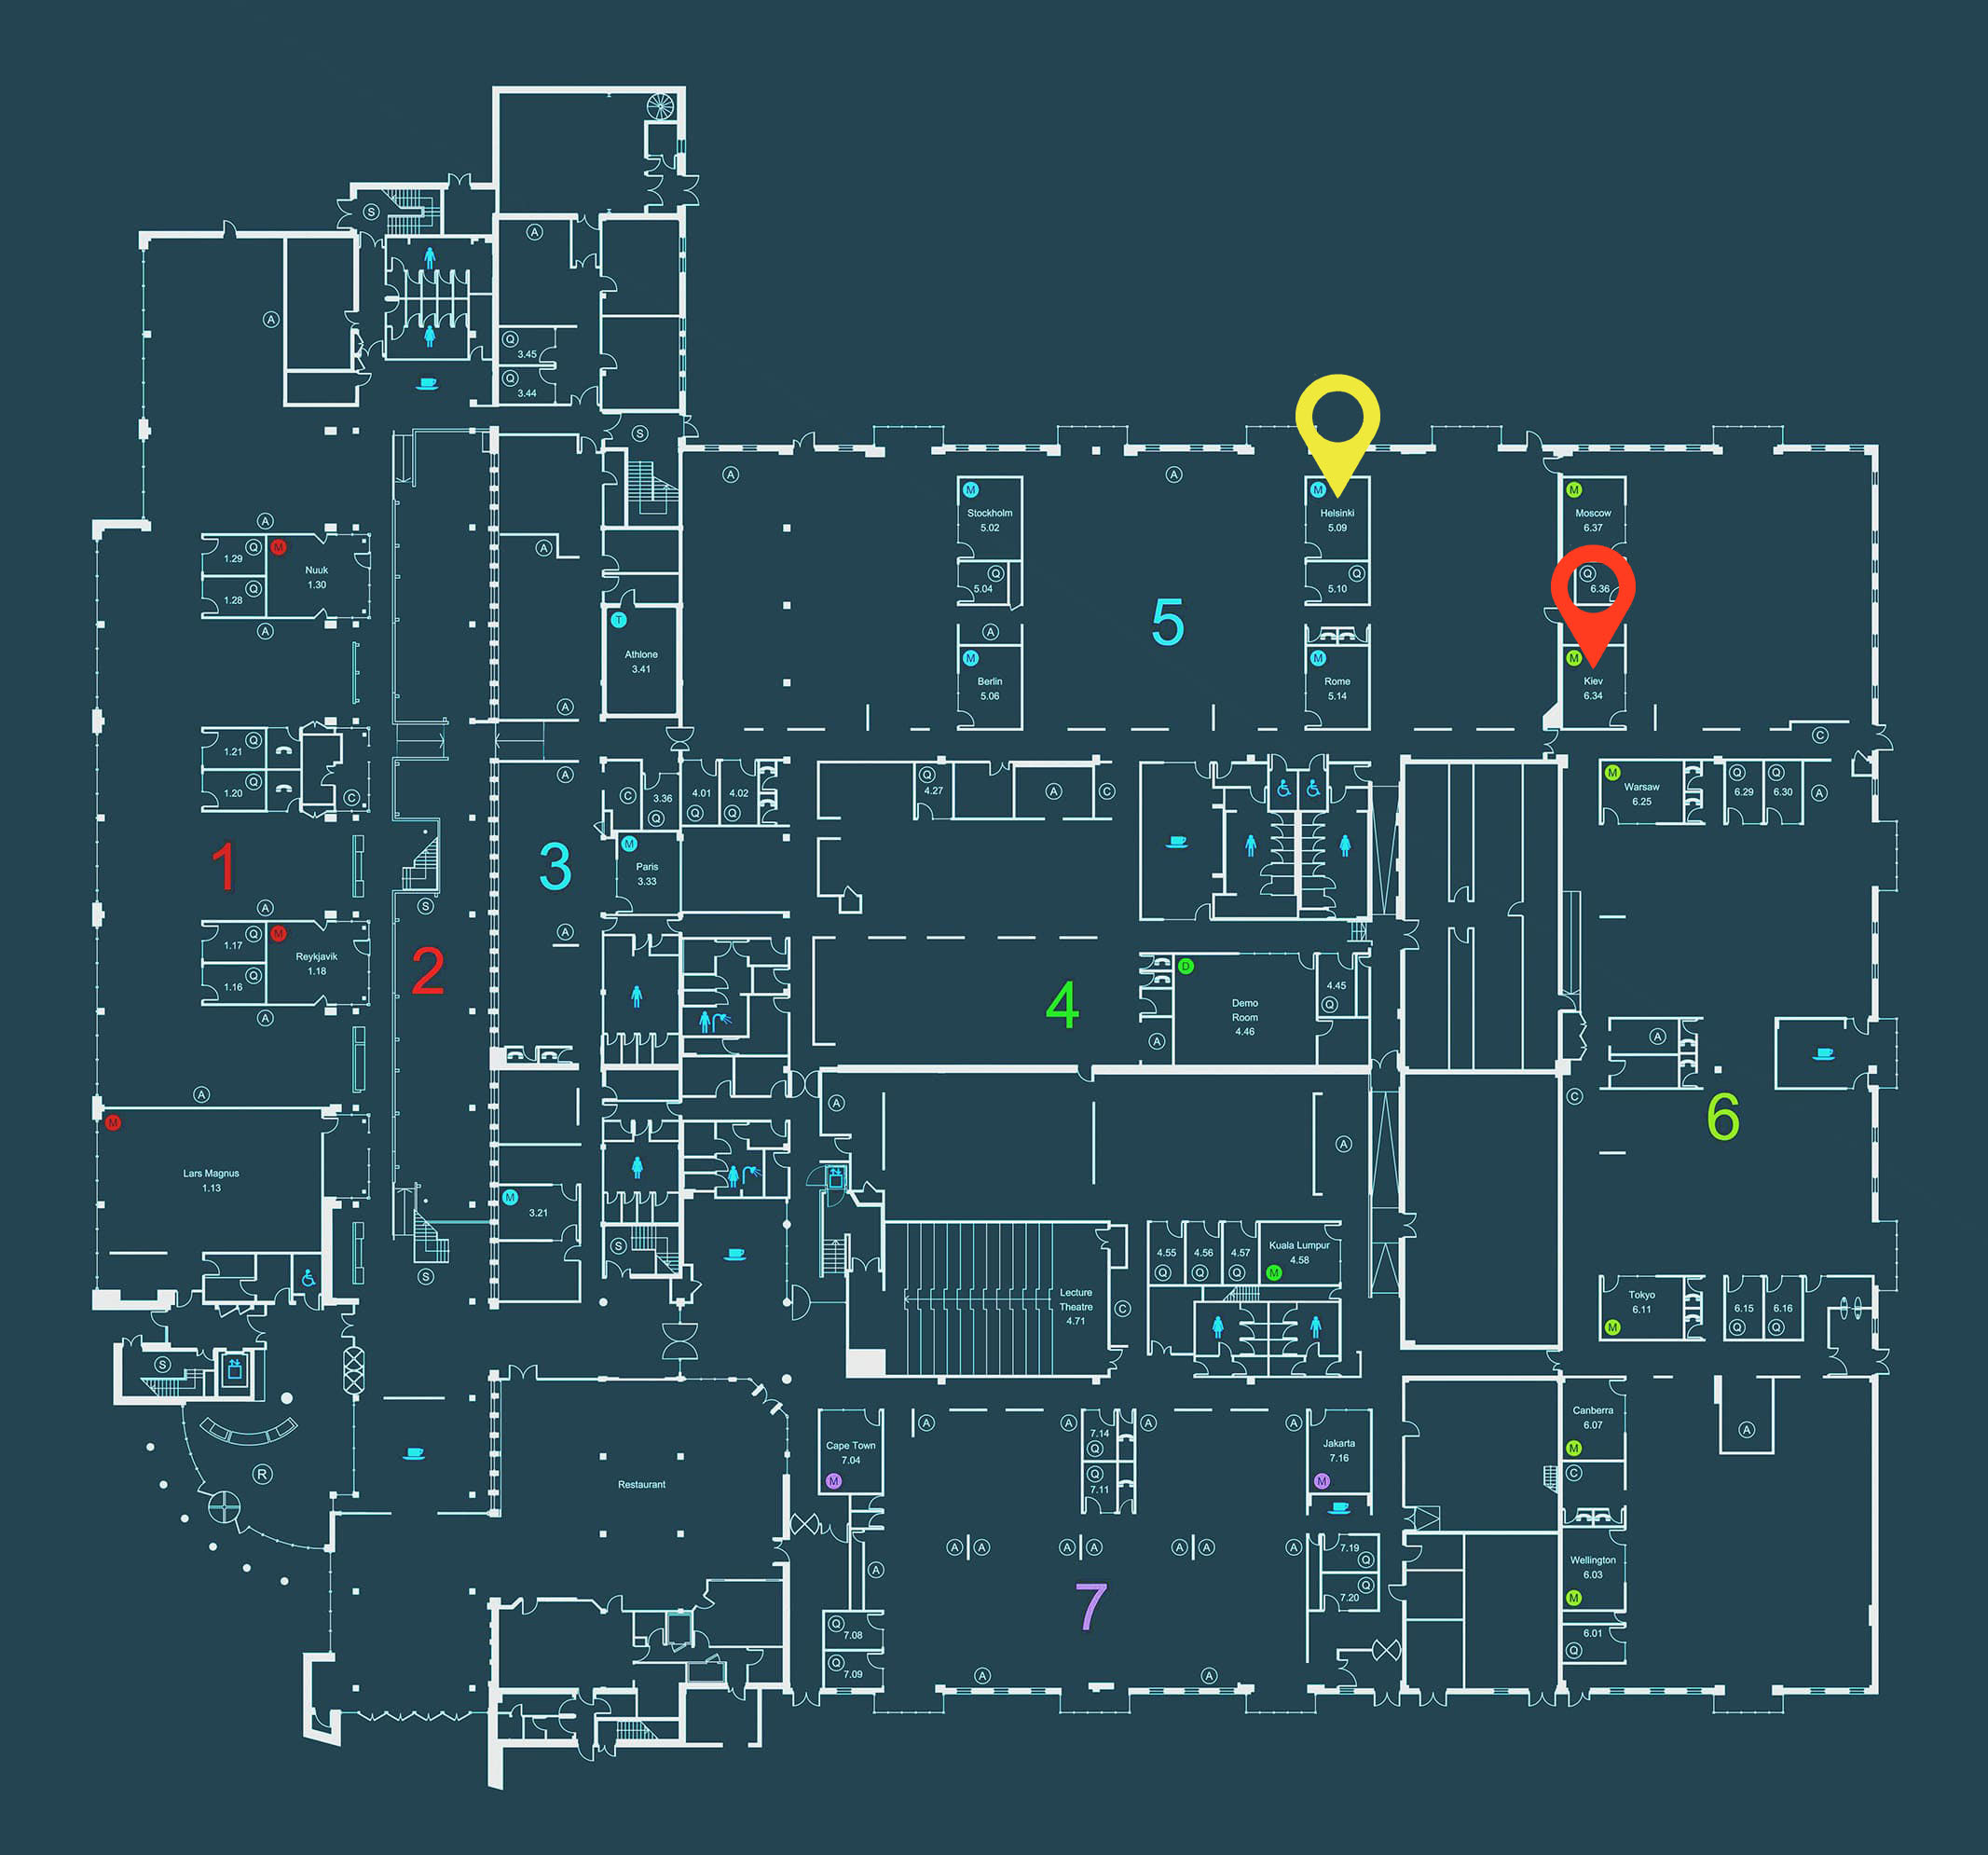 S
A
A
Q
3.45
Q
3.44
S
A
A
M
Stockholm
5.02
M
Helsinki
5.09
M
Moscow
6.37
A
Q
1.29
M
Nuuk
1.30
Q
1.28
A
A
T
Athlone
3.41
A
Q
5.04
Q
5.10
Q
6.36
5
A
M
Berlin
5.06
M
Rome
5.14
M
Kiev
6.34
Q
1.21
Q
1.20
C
A
C
3.36
Q
4.01
Q
4.02
Q
Q
4.27
A
C
C
M
Warsaw
6.25
Q
6.29
Q
6.30
A
1
3
M
Paris
3.33
A
S
A
Q
1.17
M
Reykjavik
1.18
Q
1.16
A
2
4
D
Demo
Room
4.46
4.45
Q
A
A
A
M
Lars Magnus
1.13
A
A
C
6
M
3.21
S
S
4.55
Q
4.56
Q
4.57
Q
Kuala Lumpur
4.58
M
Lecture
Theatre
4.71
C
Tokyo
6.11
M
6.15
Q
6.16
Q
S
R
Restaurant
Cape Town
7.04
M
A
A
7.14
Q
Q
7.11
A
A
Jakarta
7.16
M
Canberra
6.07
M
C
A
A
A
A
A
A
A
A
A
7.19
Q
Q
7.20
Wellington
6.03
M
6.01
Q
7
Q
7.08
Q
7.09
A
A